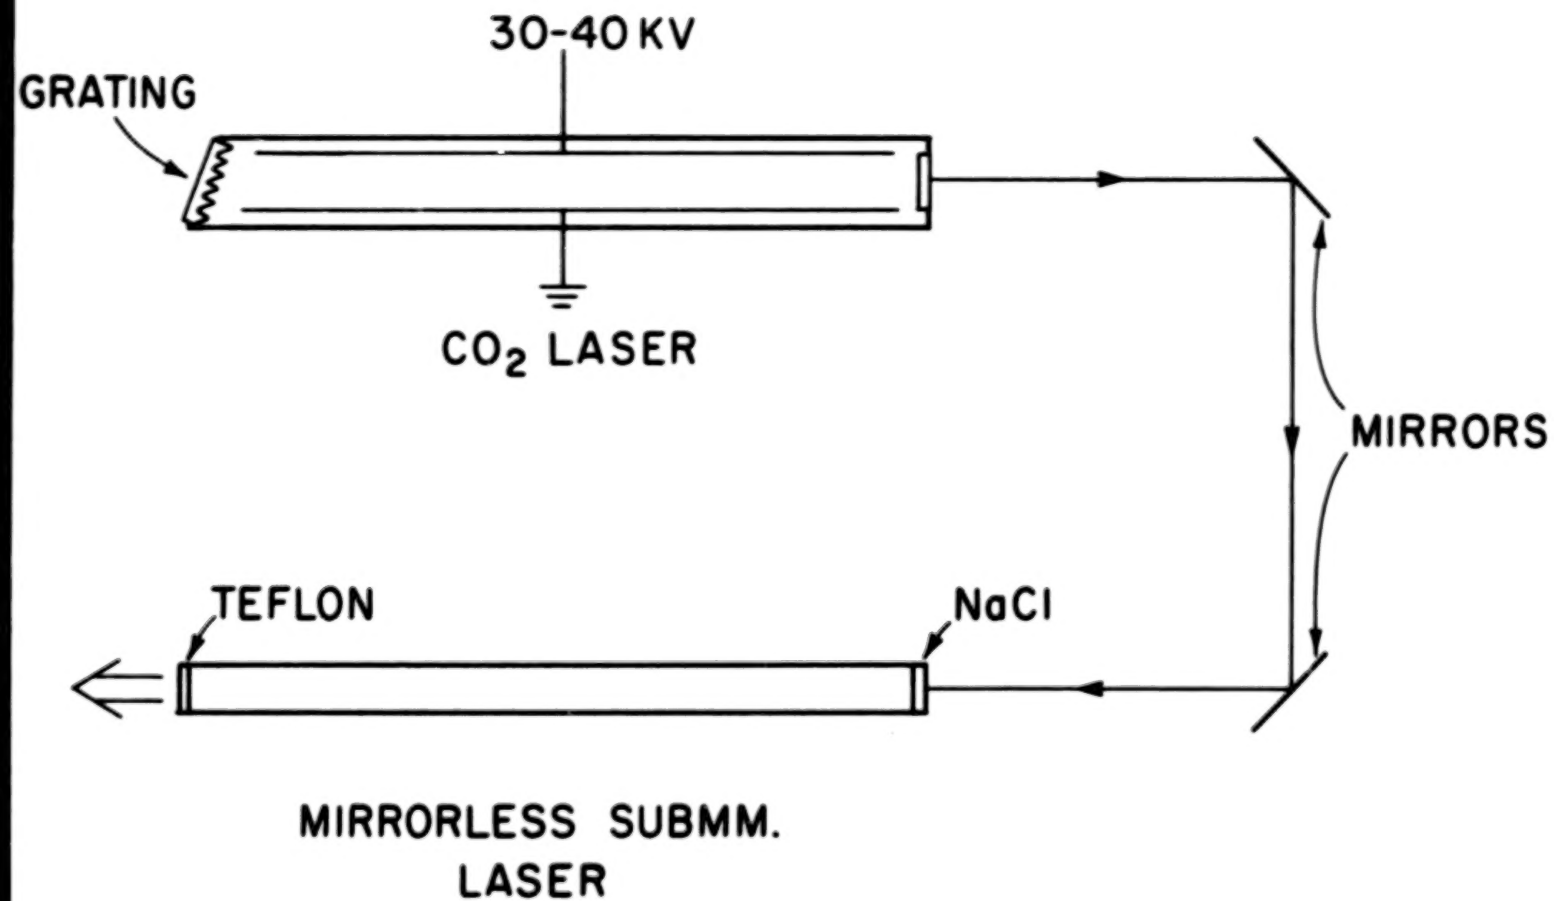 30-40 KV
GRATING
CO₂ LASER
MIRRORS
TEFLON
NaCl
MIRRORLESS SUBMM.
LASER